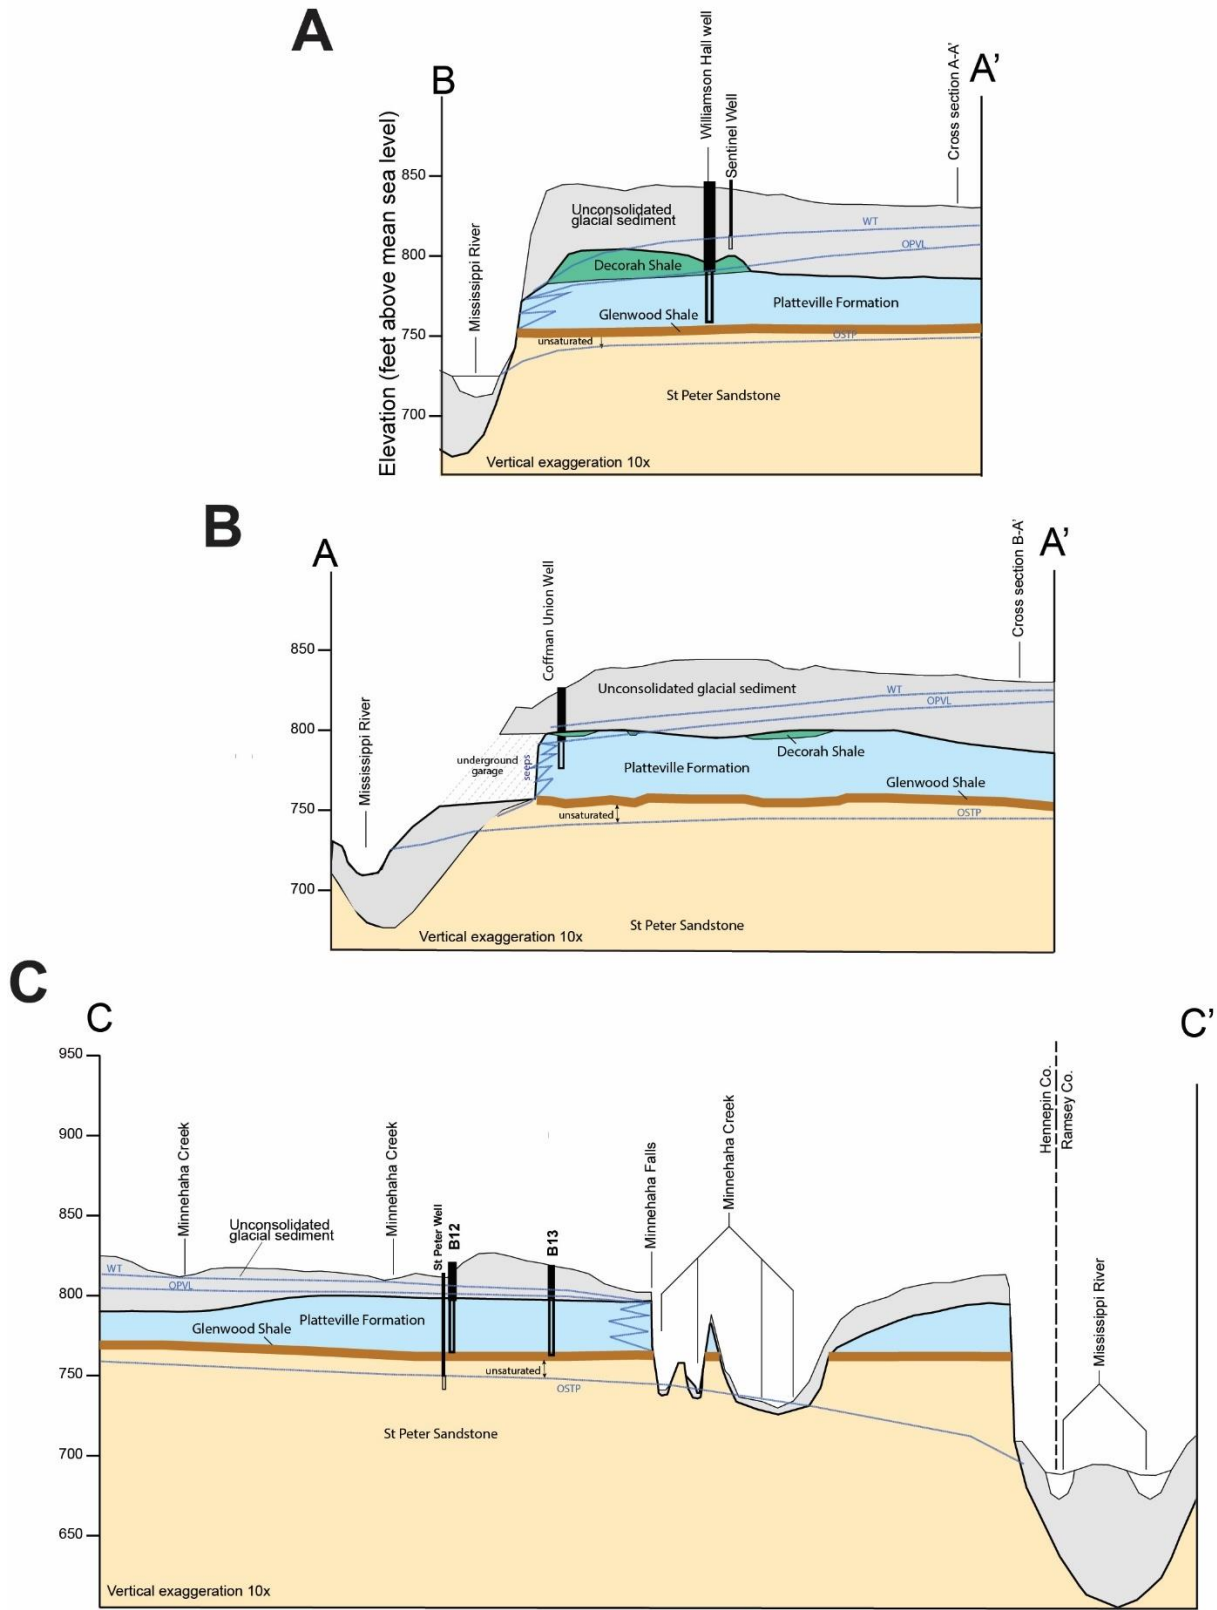 A
B
A'
Elevation (feet above mean sea level)
Mississippi River
Williamson Hall well
Sentinel Well
Cross section A-A'
850
800
750
700
Unconsolidated
glacial sediment
WT
OPVL
Decorah Shale
Platteville Formation
Glenwood Shale
unsaturated
OSTP
St Peter Sandstone
Vertical exaggeration 10x
B
A
A'
Mississippi River
Coffman Union Well
Cross section B-A'
850
800
750
700
Unconsolidated glacial sediment
WT
OPVL
underground
garage
seeps
Decorah Shale
Platteville Formation
Glenwood Shale
unsaturated
OSTP
St Peter Sandstone
Vertical exaggeration 10x
C
C
C'
950
900
850
800
750
700
650
Minnehaha Creek
Minnehaha Creek
St Peter Well
B12
B13
Minnehaha Falls
Minnehaha Creek
Hennepin Co.
Ramsey Co.
Mississippi River
Unconsolidated
glacial sediment
WT
OPVL
Platteville Formation
Glenwood Shale
unsaturated
OSTP
St Peter Sandstone
Vertical exaggeration 10x